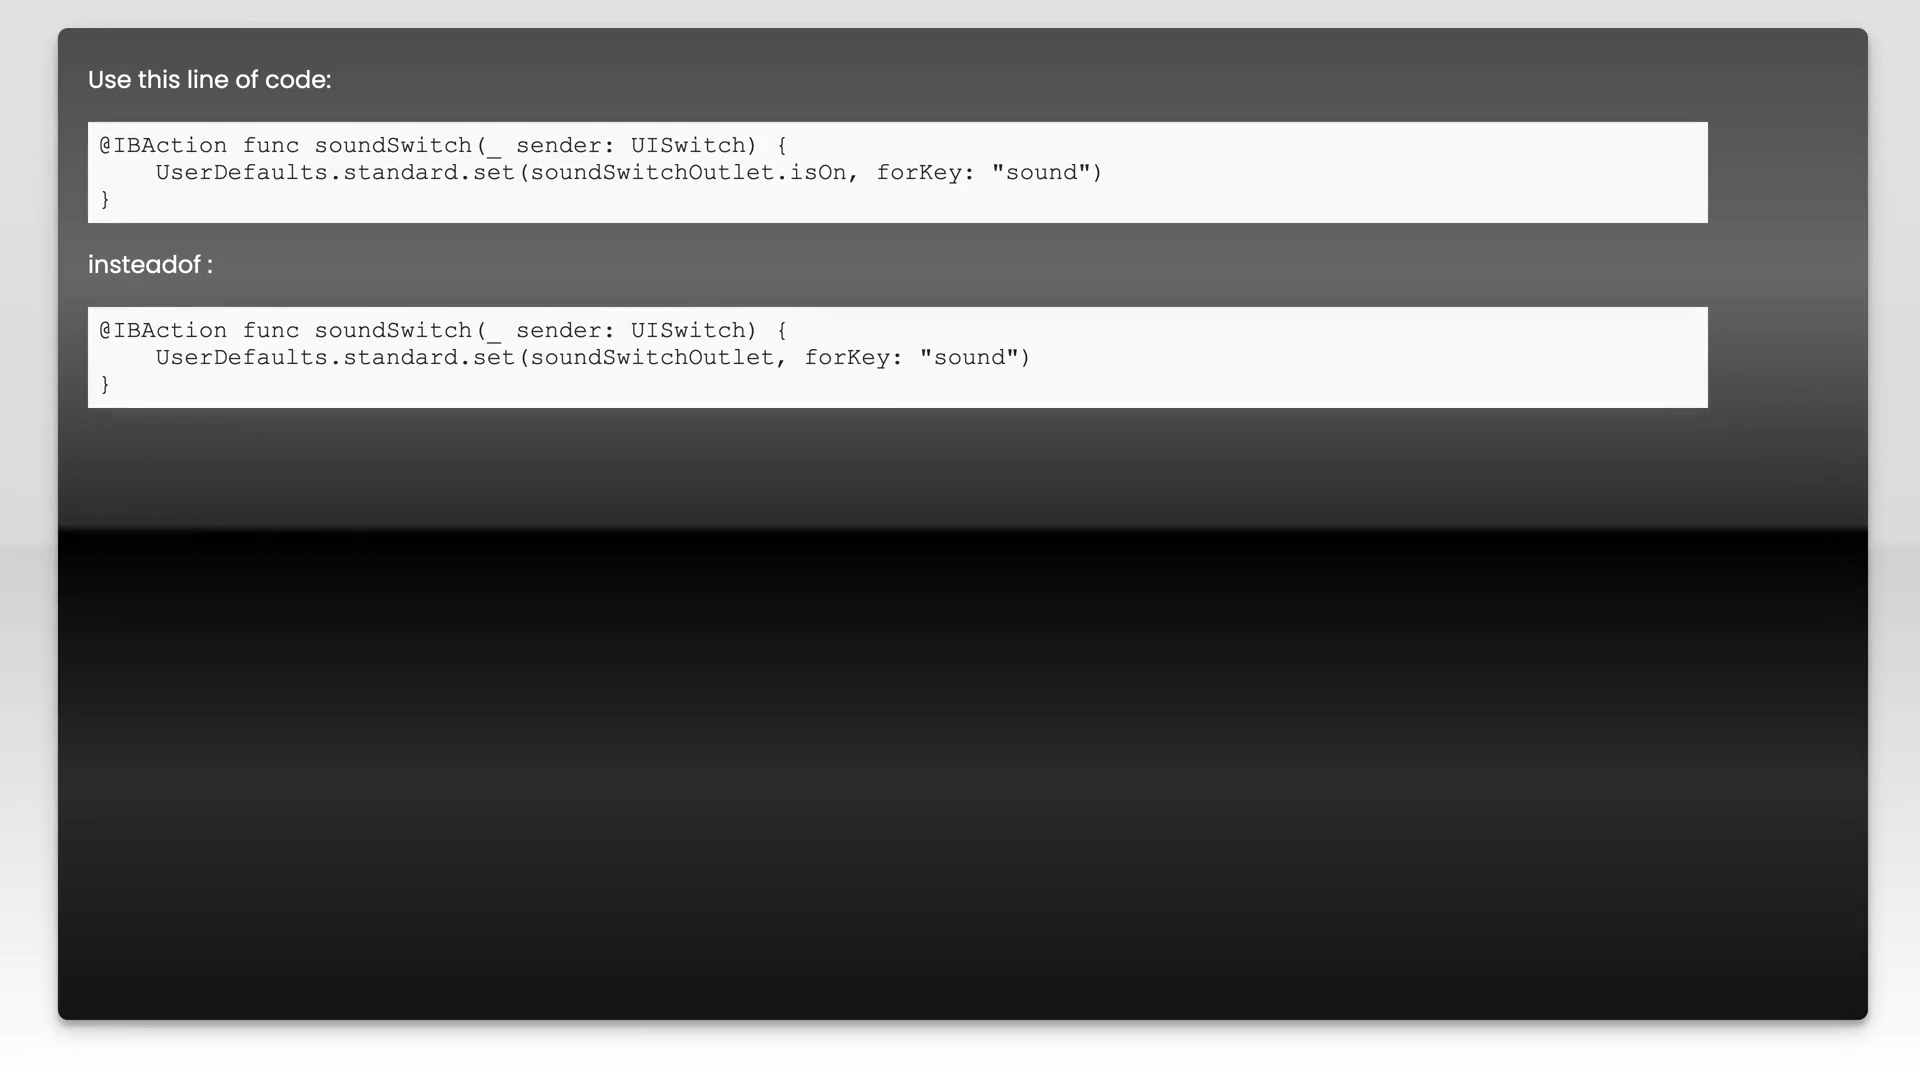 Use this line of code:
@IBAction func soundSwitch(_ sender: UISwitch) {
    UserDefaults.standard.set(soundSwitchOutlet.isOn, forKey: "sound")
}
insteadof :
@IBAction func soundSwitch(_ sender: UISwitch) {
    UserDefaults.standard.set(soundSwitchOutlet, forKey: "sound")
}